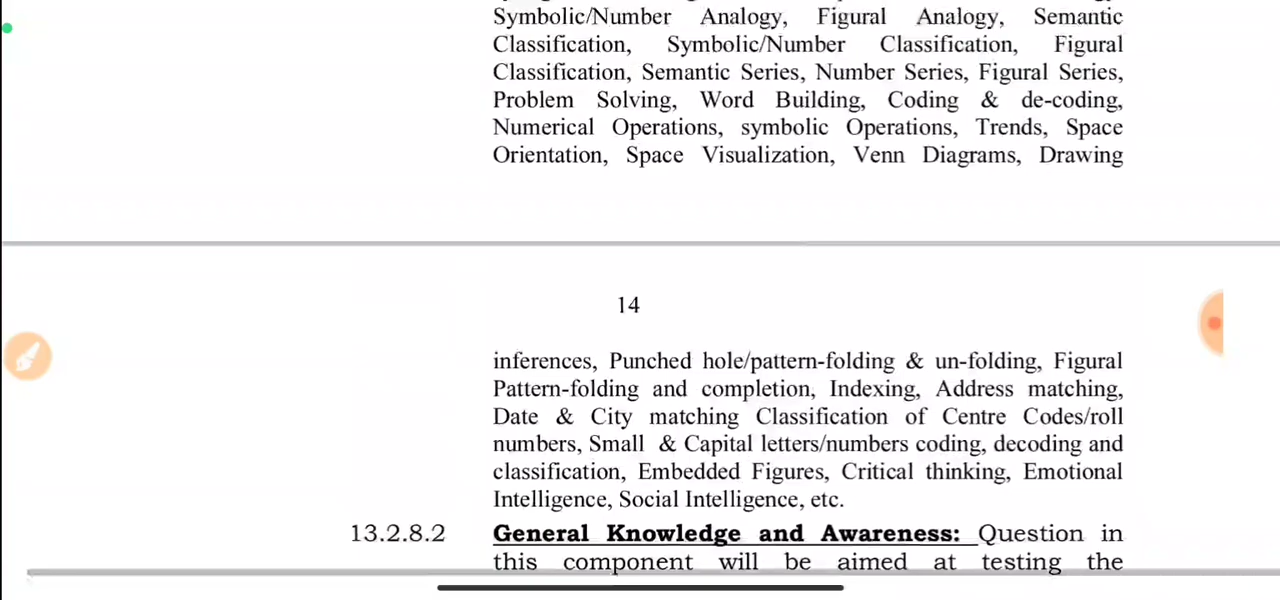 Symbolic/Number Analogy, Figural Analogy, Semantic
Classification, Symbolic/Number Classification, Figural
Classification, Semantic Series, Number Series, Figural Series,
Problem Solving, Word Building, Coding & de-coding,
Numerical Operations, symbolic Operations, Trends, Space
Orientation, Space Visualization, Venn Diagrams, Drawing
14
inferences, Punched hole/pattern-folding & un-folding, Figural
Pattern-folding and completion, Indexing, Address matching,
Date & City matching Classification of Centre Codes/roll
numbers, Small & Capital letters/numbers coding, decoding and
classification, Embedded Figures, Critical thinking, Emotional
Intelligence, Social Intelligence, etc.
13.2.8.2 General Knowledge and Awareness: Question in
this component will be aimed at testing the